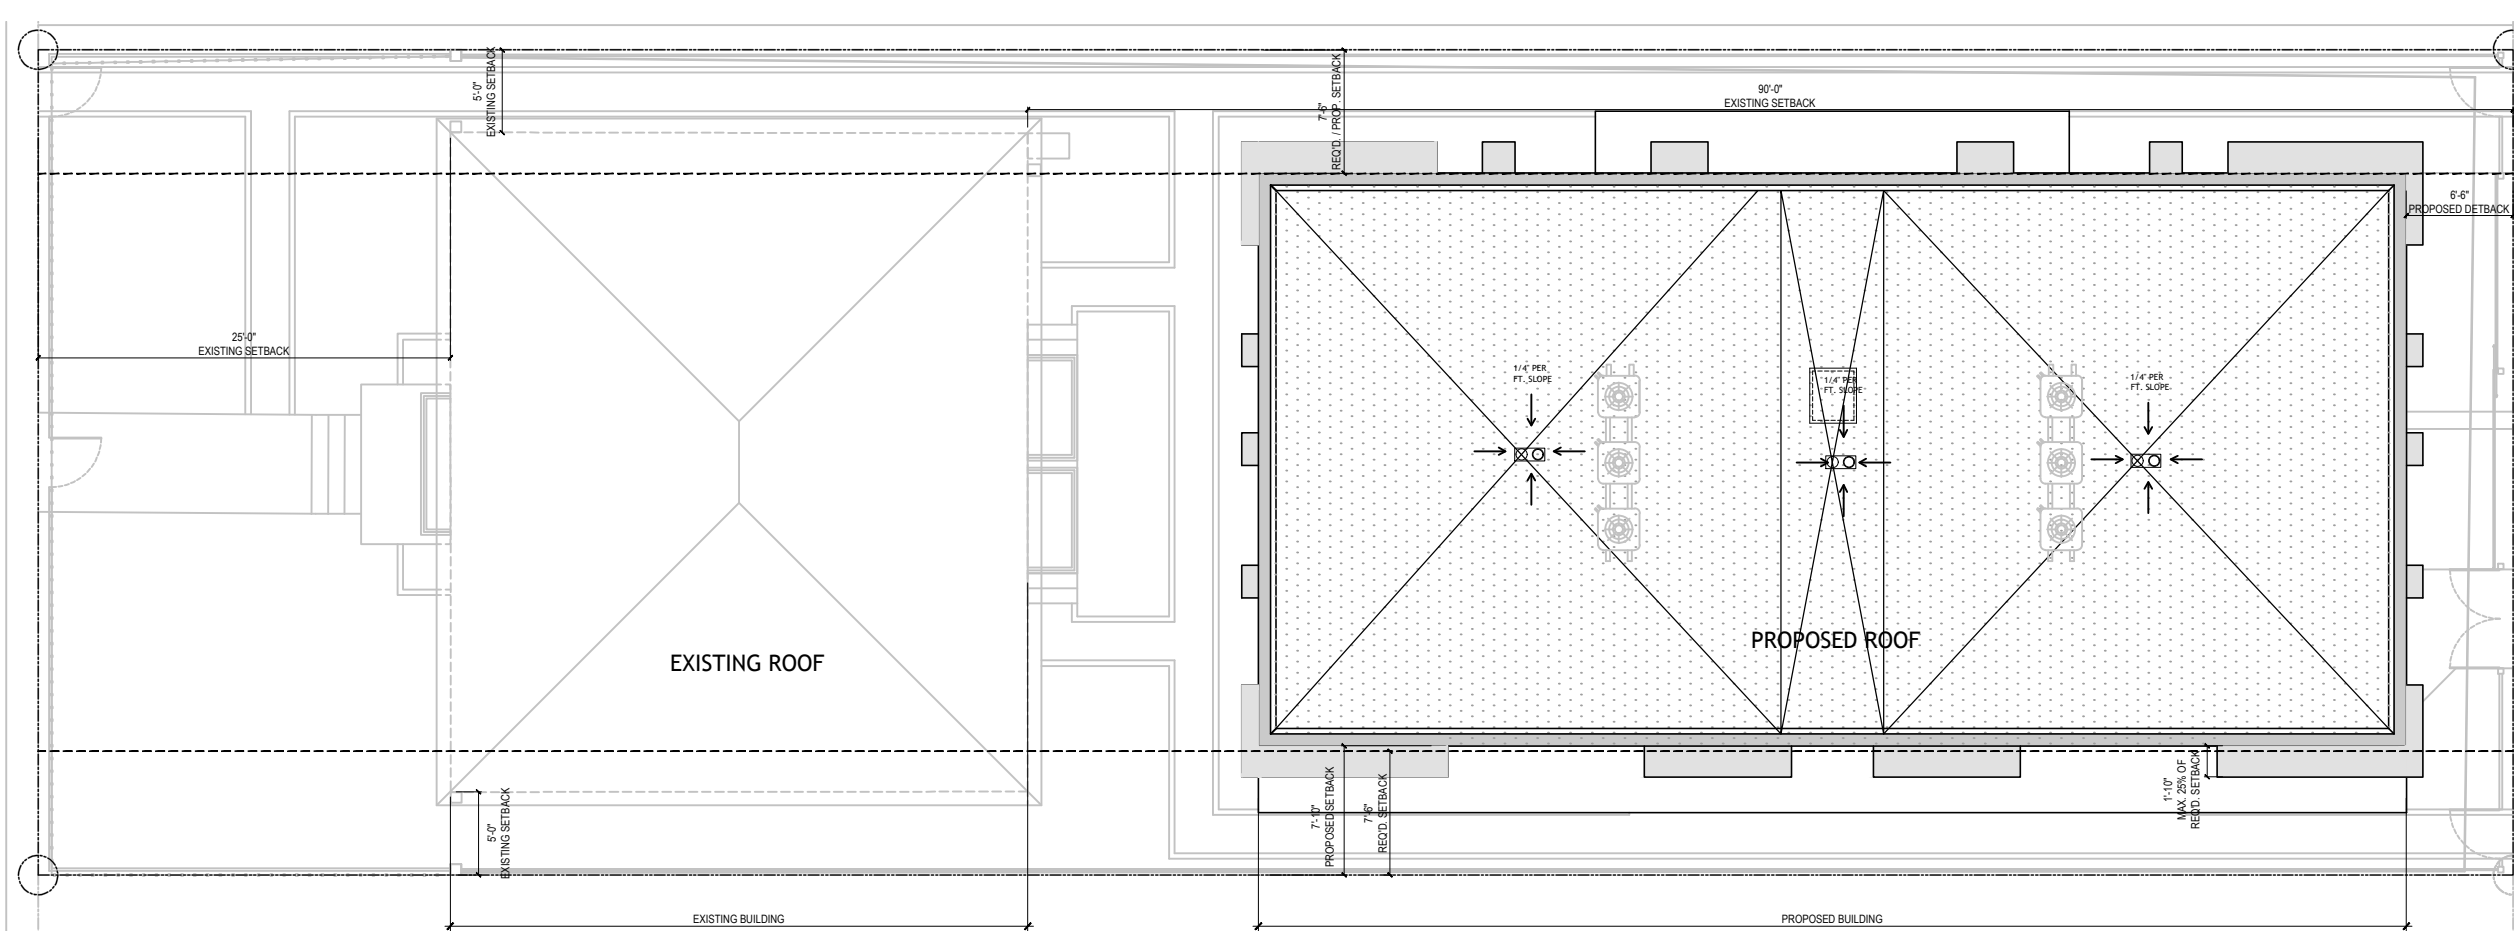 5'-0"
EXISTING SETBACK
7'-6"
REQ'D. / PROP. SETBACK
90'-0"
EXISTING SETBACK
6'-6"
PROPOSED DETBACK
25'-0"
EXISTING SETBACK
1/4" PER
FT. SLOPE
1/4" PER
FT. SLOPE
1/4" PER
FT. SLOPE
EXISTING ROOF
PROPOSED ROOF
5'-0"
EXISTING SETBACK
7'-10"
PROPOSED SETBACK
7'-6"
REQ'D. SETBACK
1'-10"
MAX. 25% OF
REQ'D. SETBACK
EXISTING BUILDING
PROPOSED BUILDING